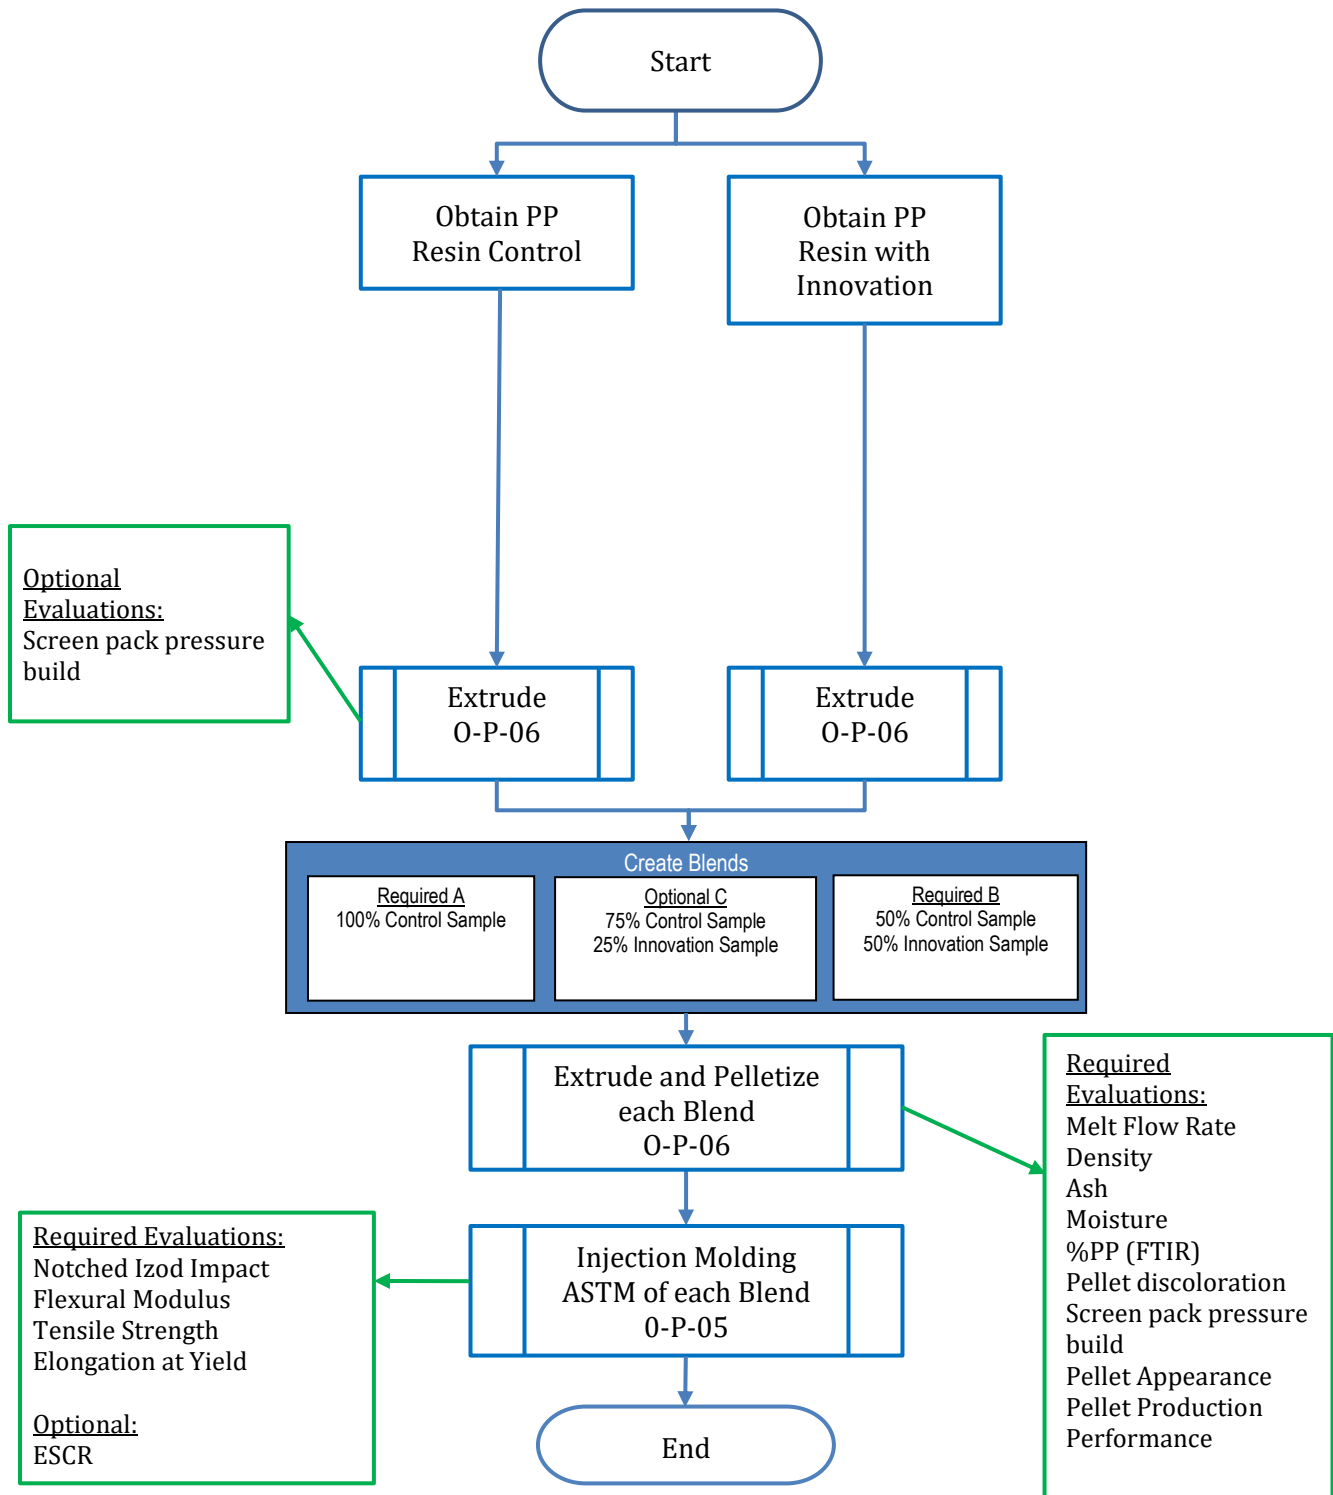 Start
Obtain PP
Resin Control
Obtain PP
Resin with
Innovation
Optional
Evaluations:
Screen pack pressure
build
Extrude
O-P-06
Extrude
O-P-06
Create Blends
Required A
100% Control Sample
Optional C
75% Control Sample
25% Innovation Sample
Required B
50% Control Sample
50% Innovation Sample
Extrude and Pelletize
each Blend
O-P-06
Required
Evaluations:
Melt Flow Rate
Density
Ash
Moisture
%PP (FTIR)
Pellet discoloration
Screen pack pressure
build
Pellet Appearance
Pellet Production
Performance
Injection Molding
ASTM of each Blend
0-P-05
Required Evaluations:
Notched Izod Impact
Flexural Modulus
Tensile Strength
Elongation at Yield
Optional:
ESCR
End